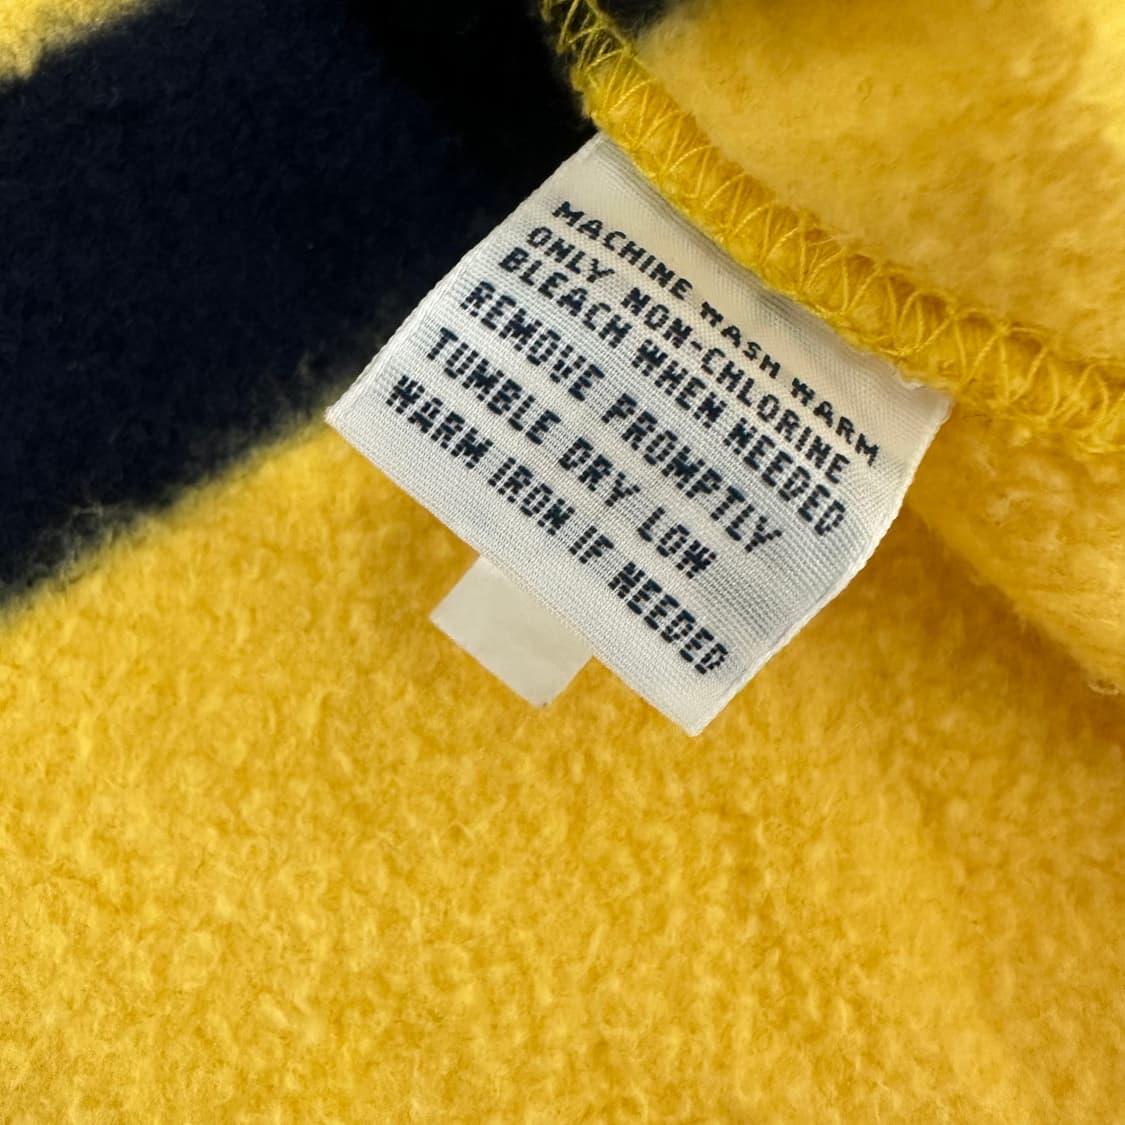 MACHINE WASH WARM
ONLY NON-CHLORINE
BLEACH WHEN NEEDED
REMOVE PROMPTLY
TUMBLE DRY LOW
WARM IRON IF NEEDED